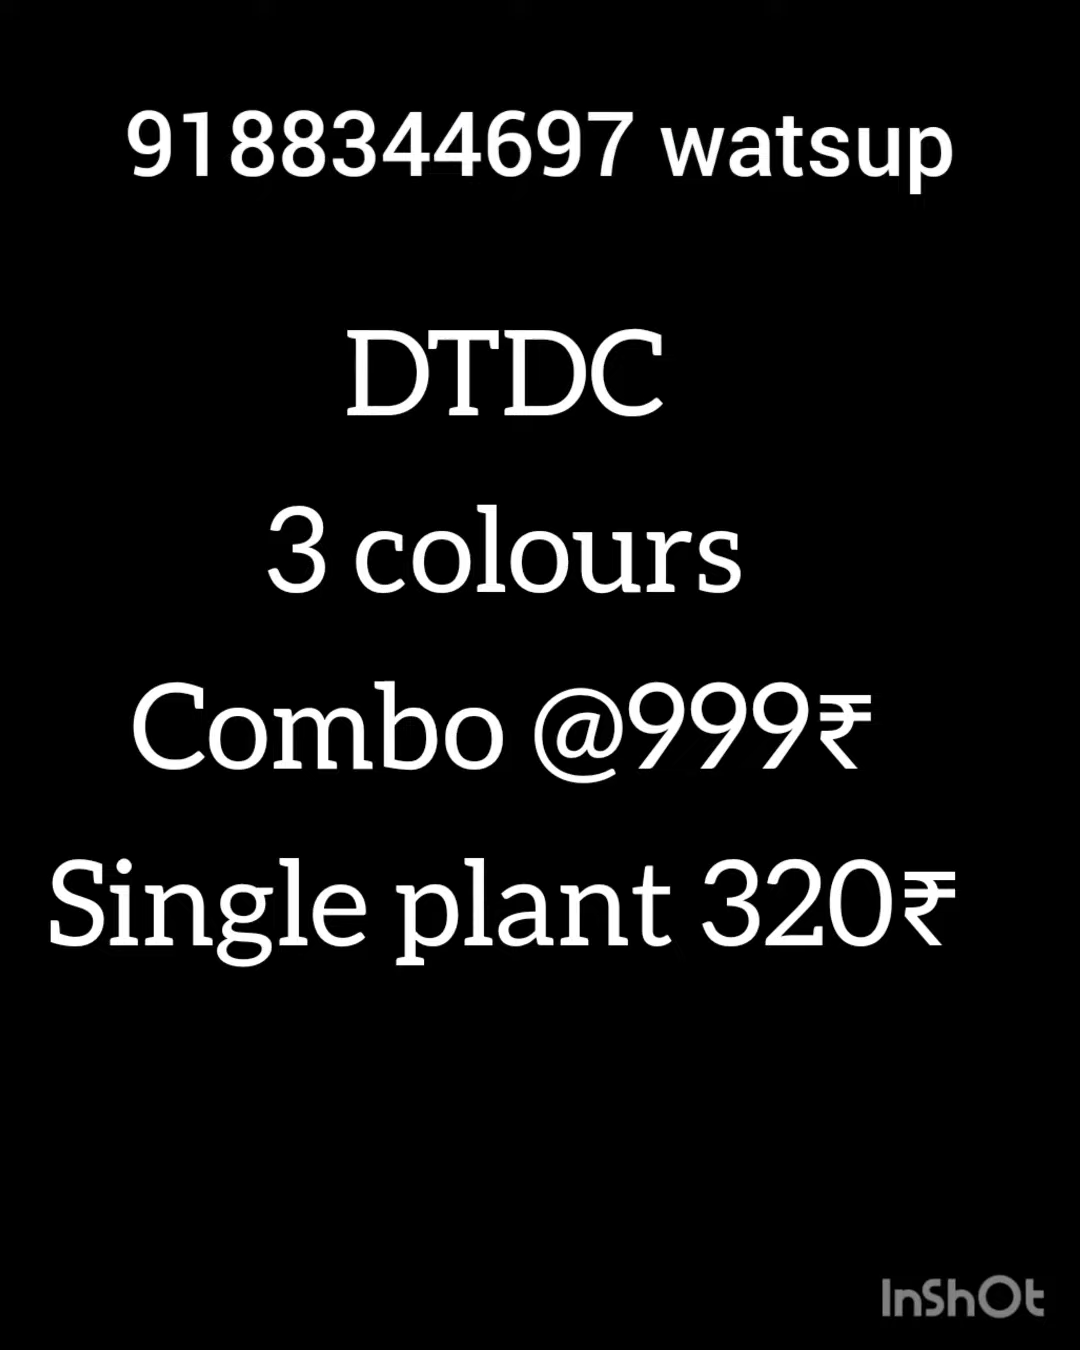 9188344697 watsup
DTDC
3 colours
Combo @999₹
Single plant 320₹
InShOt